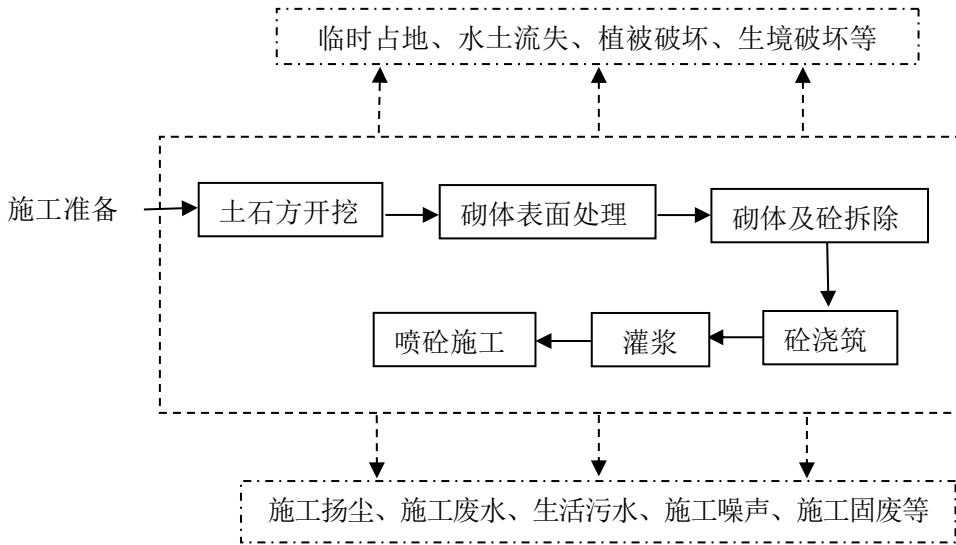 临时占地、水土流失、植被破坏、生境破坏等
施工准备
土石方开挖
砌体表面处理
砌体及砼拆除
喷砼施工
灌浆
砼浇筑
施工扬尘、施工废水、生活污水、施工噪声、施工固废等